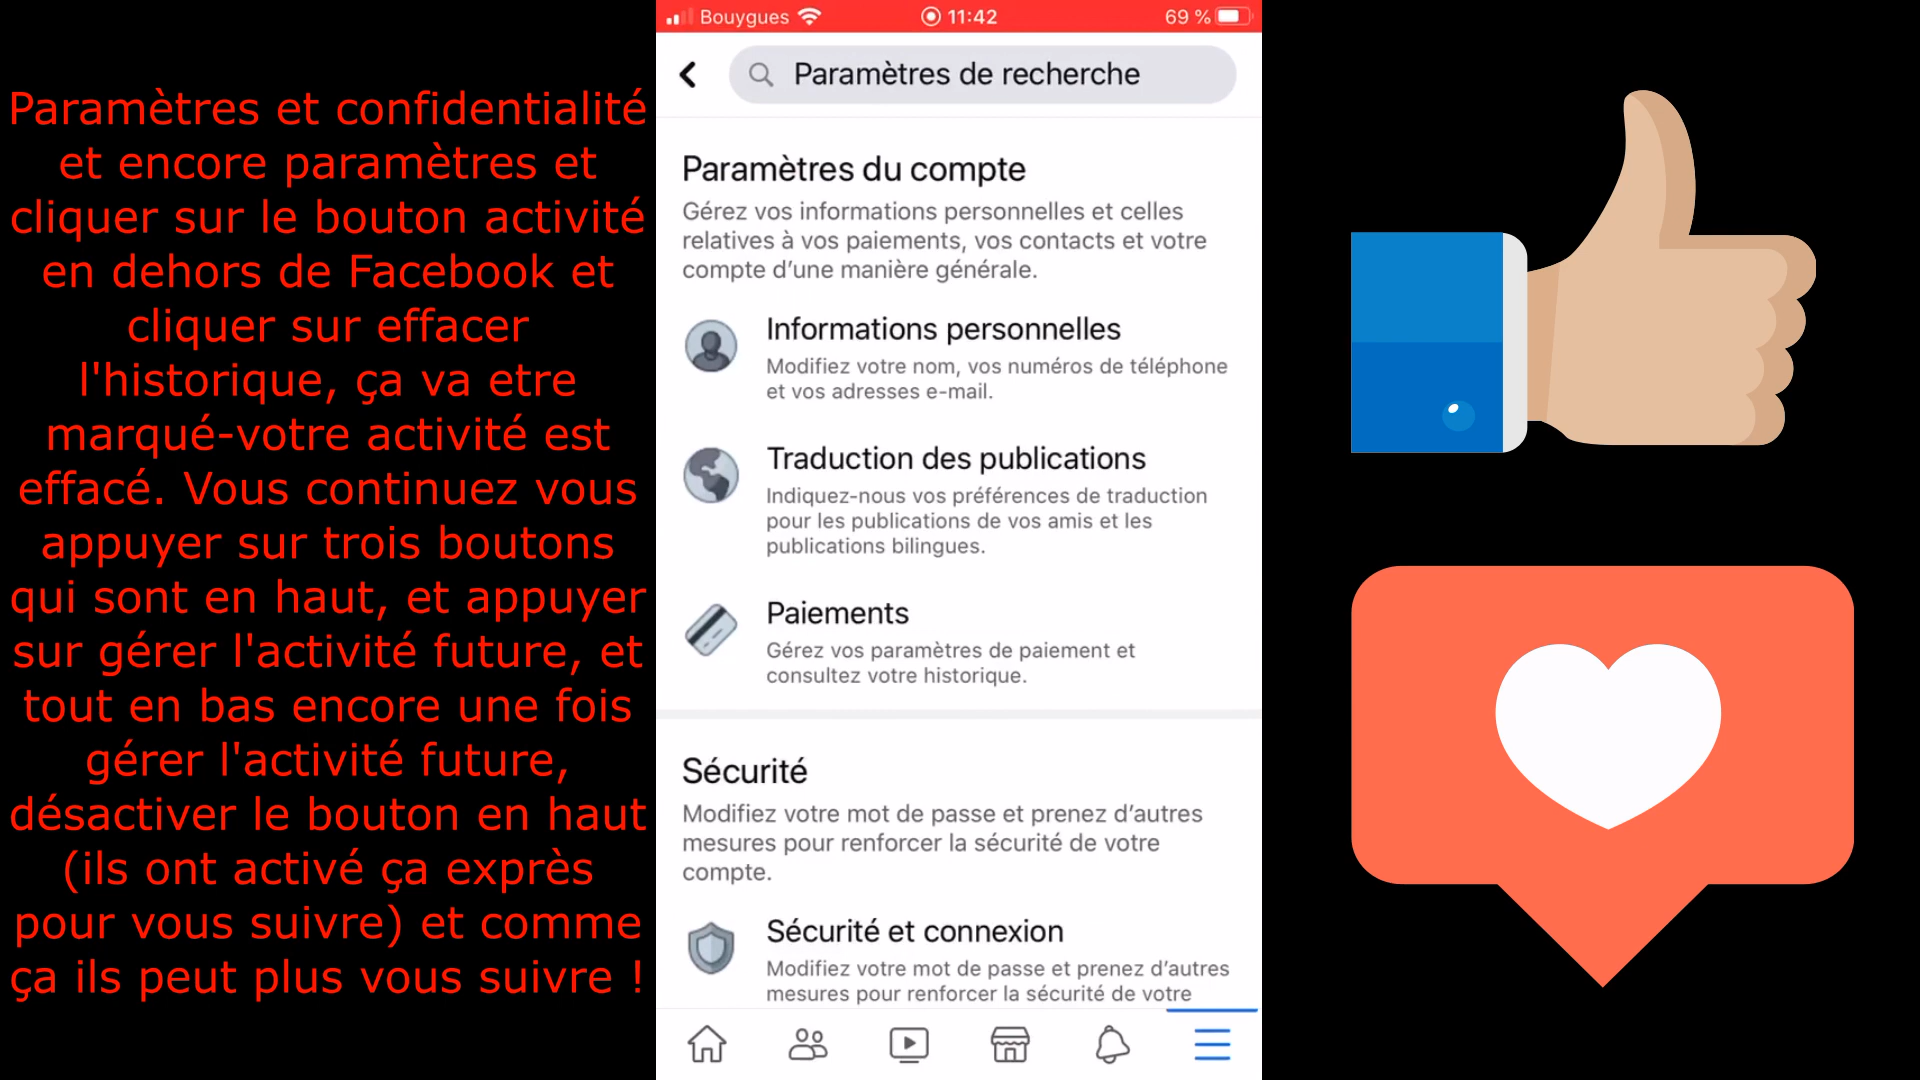 Paramètres et confidentialité
et encore paramètres et
cliquer sur le bouton activité
en dehors de Facebook et
cliquer sur effacer
l'historique, ça va etre
marqué-votre activité est
effacé. Vous continuez vous
appuyer sur trois boutons
qui sont en haut, et appuyer
sur gérer l'activité future, et
tout en bas encore une fois
gérer l'activité future,
désactiver le bouton en haut
(ils ont activé ça exprès
pour vous suivre) et comme
ça ils peut plus vous suivre !
Bouygues 11:42 69 %
Paramètres de recherche
Paramètres du compte
Gérez vos informations personnelles et celles
relatives à vos paiements, vos contacts et votre
compte d’une manière générale.
Informations personnelles
Modifiez votre nom, vos numéros de téléphone
et vos adresses e-mail.
Traduction des publications
Indiquez-nous vos préférences de traduction
pour les publications de vos amis et les
publications bilingues.
Paiements
Gérez vos paramètres de paiement et
consultez votre historique.
Sécurité
Modifiez votre mot de passe et prenez d’autres
mesures pour renforcer la sécurité de votre
compte.
Sécurité et connexion
Modifiez votre mot de passe et prenez d’autres
mesures pour renforcer la sécurité de votre